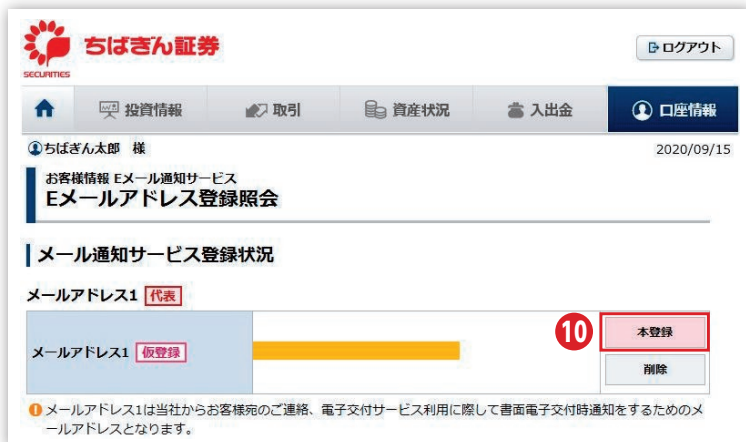 ちばぎん証券
SECURITIES
ログアウト
投資情報 取引 資産状況 入出金 口座情報
ちばぎん太郎 様 2020/09/15
お客様情報 Eメール通知サービス
Eメールアドレス登録照会
メール通知サービス登録状況
メールアドレス1 代表
メールアドレス1 仮登録
10 本登録
削除
メールアドレス1は当社からお客様宛のご連絡、電子交付サービス利用に際して書面電子交付時通知をするためのメ
ールアドレスとなります。